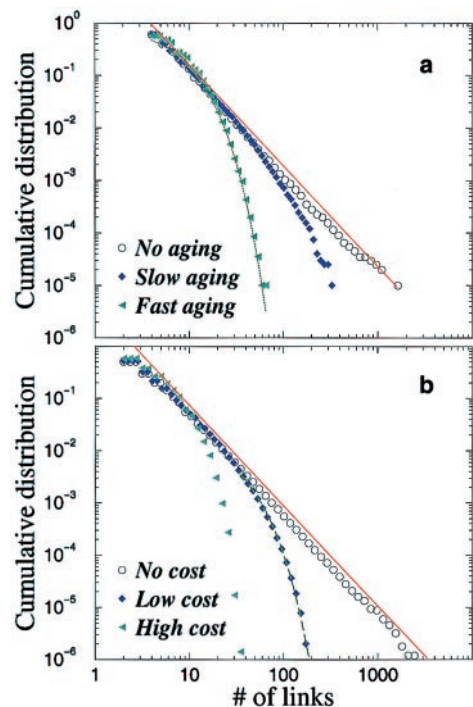 10^0
10^-1
10^-2
10^-3
10^-4
10^-5
10^-6
Cumulative distribution
a
No aging
Slow aging
Fast aging
10^-1
10^-2
10^-3
10^-4
10^-5
10^-6
Cumulative distribution
b
No cost
Low cost
High cost
1 10 100 1000
# of links